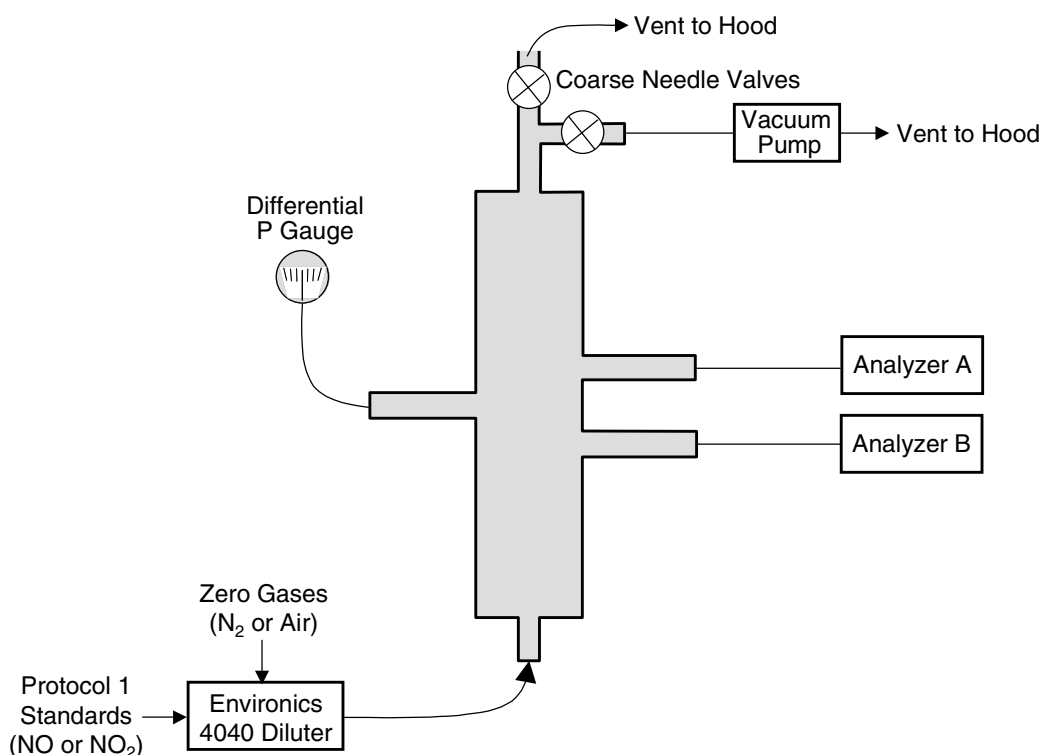 Vent to Hood
Coarse Needle Valves
Vacuum
Pump
Vent to Hood
Differential
P Gauge
Analyzer A
Analyzer B
Zero Gases
(N₂ or Air)
Protocol 1
Standards
(NO or NO₂)
Environics
4040 Diluter